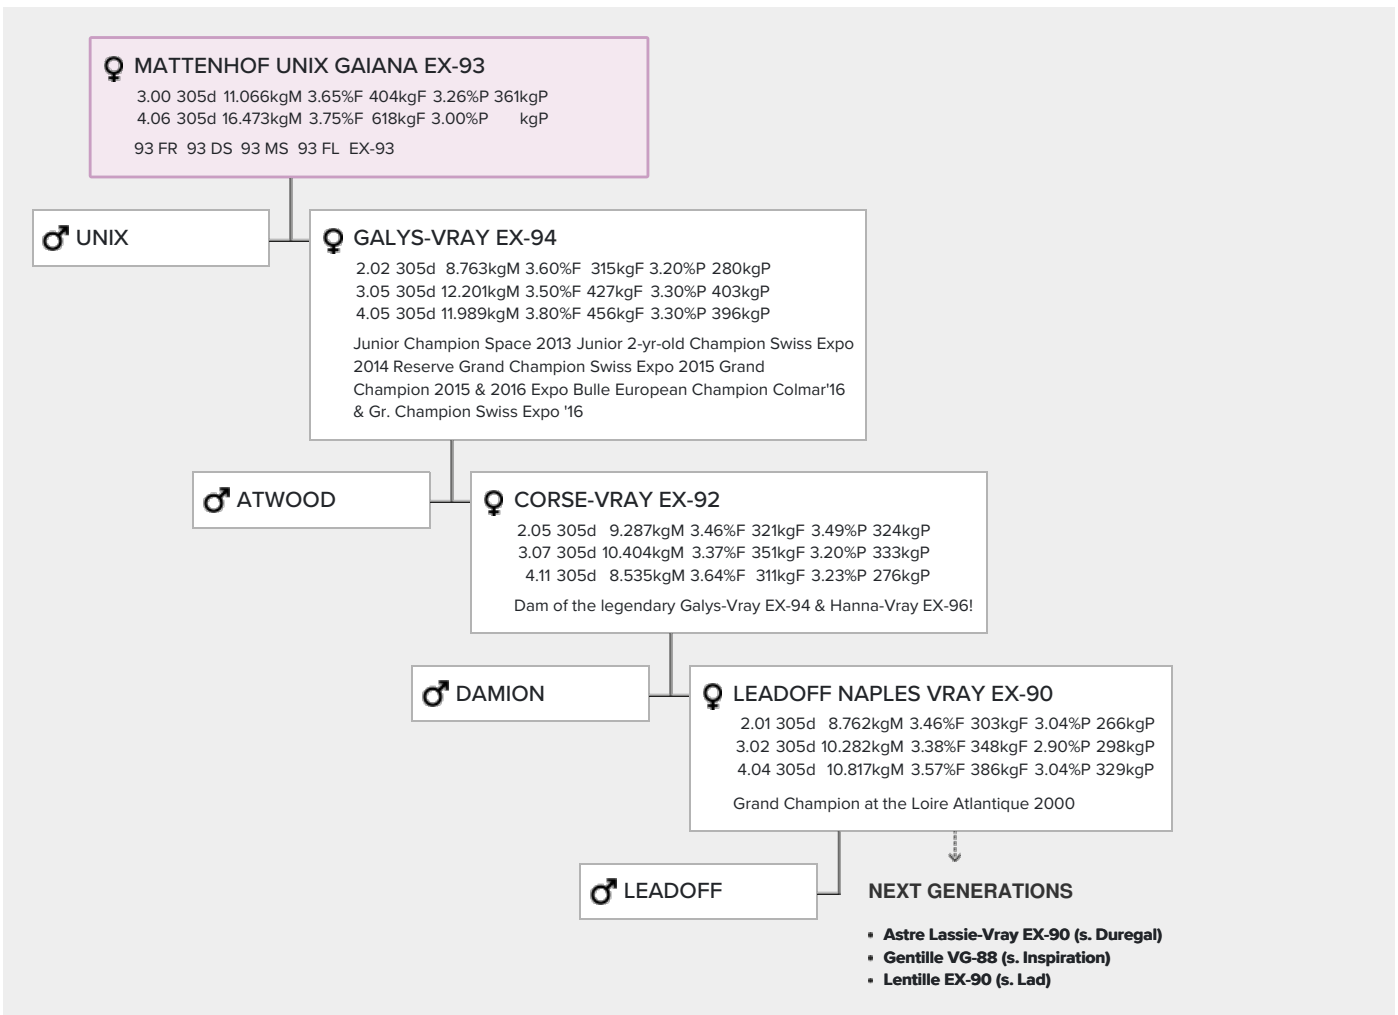 MATTENHOF UNIX GAIANA EX-93
3.00 305d 11.066kgM 3.65%F 404kgF 3.26%P 361kgP
4.06 305d 16.473kgM 3.75%F 618kgF 3.00%P kgP
93 FR 93 DS 93 MS 93 FL EX-93
UNIX
GALYS-VRAY EX-94
2.02 305d 8.763kgM 3.60%F 315kgF 3.20%P 280kgP
3.05 305d 12.201kgM 3.50%F 427kgF 3.30%P 403kgP
4.05 305d 11.989kgM 3.80%F 456kgF 3.30%P 396kgP
Junior Champion Space 2013 Junior 2-yr-old Champion Swiss Expo
2014 Reserve Grand Champion Swiss Expo 2015 Grand
Champion 2015 & 2016 Expo Bulle European Champion Colmar'16
& Gr. Champion Swiss Expo '16
ATWOOD
CORSE-VRAY EX-92
2.05 305d 9.287kgM 3.46%F 321kgF 3.49%P 324kgP
3.07 305d 10.404kgM 3.37%F 351kgF 3.20%P 333kgP
4.11 305d 8.535kgM 3.64%F 311kgF 3.23%P 276kgP
Dam of the legendary Galys-Vray EX-94 & Hanna-Vray EX-96!
DAMION
LEADOFF NAPLES VRAY EX-90
2.01 305d 8.762kgM 3.46%F 303kgF 3.04%P 266kgP
3.02 305d 10.282kgM 3.38%F 348kgF 2.90%P 298kgP
4.04 305d 10.817kgM 3.57%F 386kgF 3.04%P 329kgP
Grand Champion at the Loire Atlantique 2000
LEADOFF
NEXT GENERATIONS
• Astre Lassie-Vray EX-90 (s. Duregal)
• Gentille VG-88 (s. Inspiration)
• Lentille EX-90 (s. Lad)